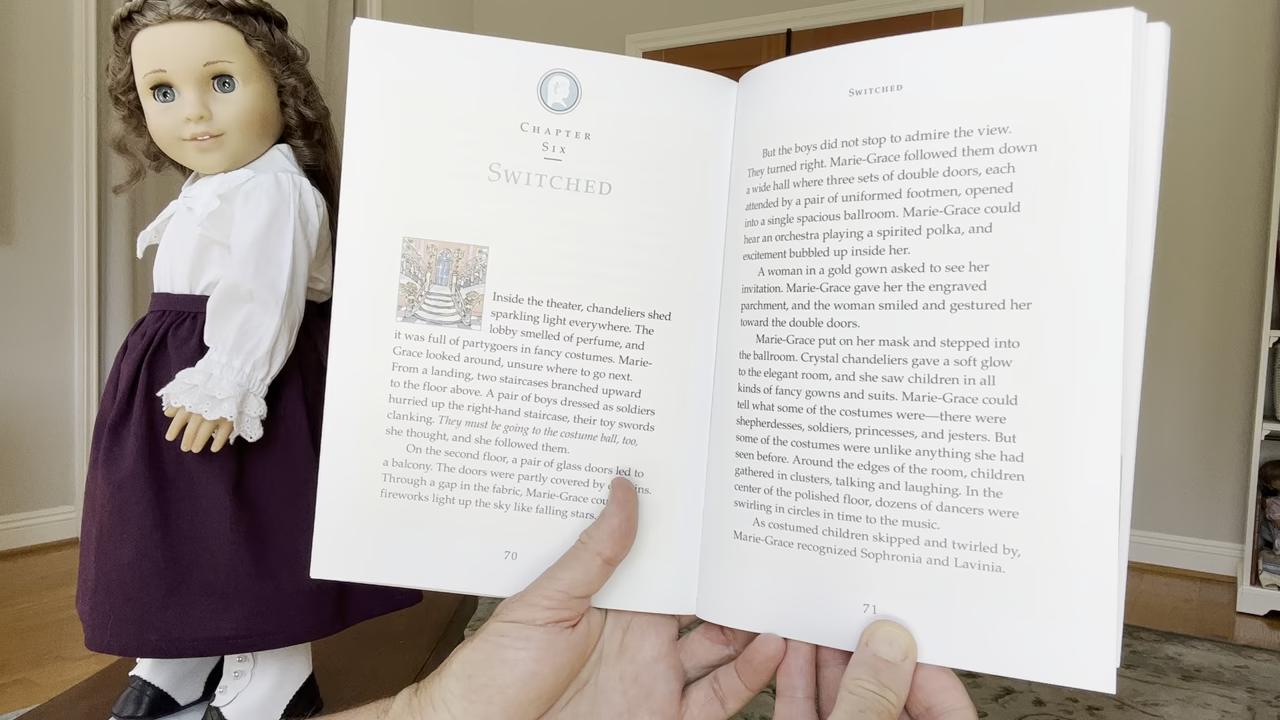 CHAPTER
SIX
SWITCHED
Inside the theater, chandeliers shed
sparkling light everywhere. The
lobby smelled of perfume, and
it was full of partygoers in fancy costumes. Marie-
Grace looked around, unsure where to go next.
From a landing, two staircases branched upward
to the floor above. A pair of boys dressed as soldiers
hurried up the right-hand staircase, their toy swords
clanking. They must be going to the costume ball, too,
she thought, and she followed them.
On the second floor, a pair of glass doors led to
a balcony. The doors were partly covered by
Through a gap in the fabric, Marie-Grace
fireworks light up the sky like falling stars.
70
SWITCHED
But the boys did not stop to admire the view.
They turned right. Marie-Grace followed them down
a wide hall where three sets of double doors, each
attended by a pair of uniformed footmen, opened
into a single spacious ballroom. Marie-Grace could
hear an orchestra playing a spirited polka, and
excitement bubbled up inside her.
A woman in a gold gown asked to see her
invitation. Marie-Grace gave her the engraved
parchment, and the woman smiled and gestured her
toward the double doors.
Marie-Grace put on her mask and stepped into
the ballroom. Crystal chandeliers gave a soft glow
to the elegant room, and she saw children in all
kinds of fancy gowns and suits. Marie-Grace could
tell what some of the costumes were—there were
shepherdesses, soldiers, princesses, and jesters. But
some of the costumes were unlike anything she had
seen before. Around the edges of the room, children
gathered in clusters, talking and laughing. In the
center of the polished floor, dozens of dancers were
swirling in circles in time to the music.
As costumed children skipped and twirled by,
Marie-Grace recognized Sophronia and Lavinia.
71